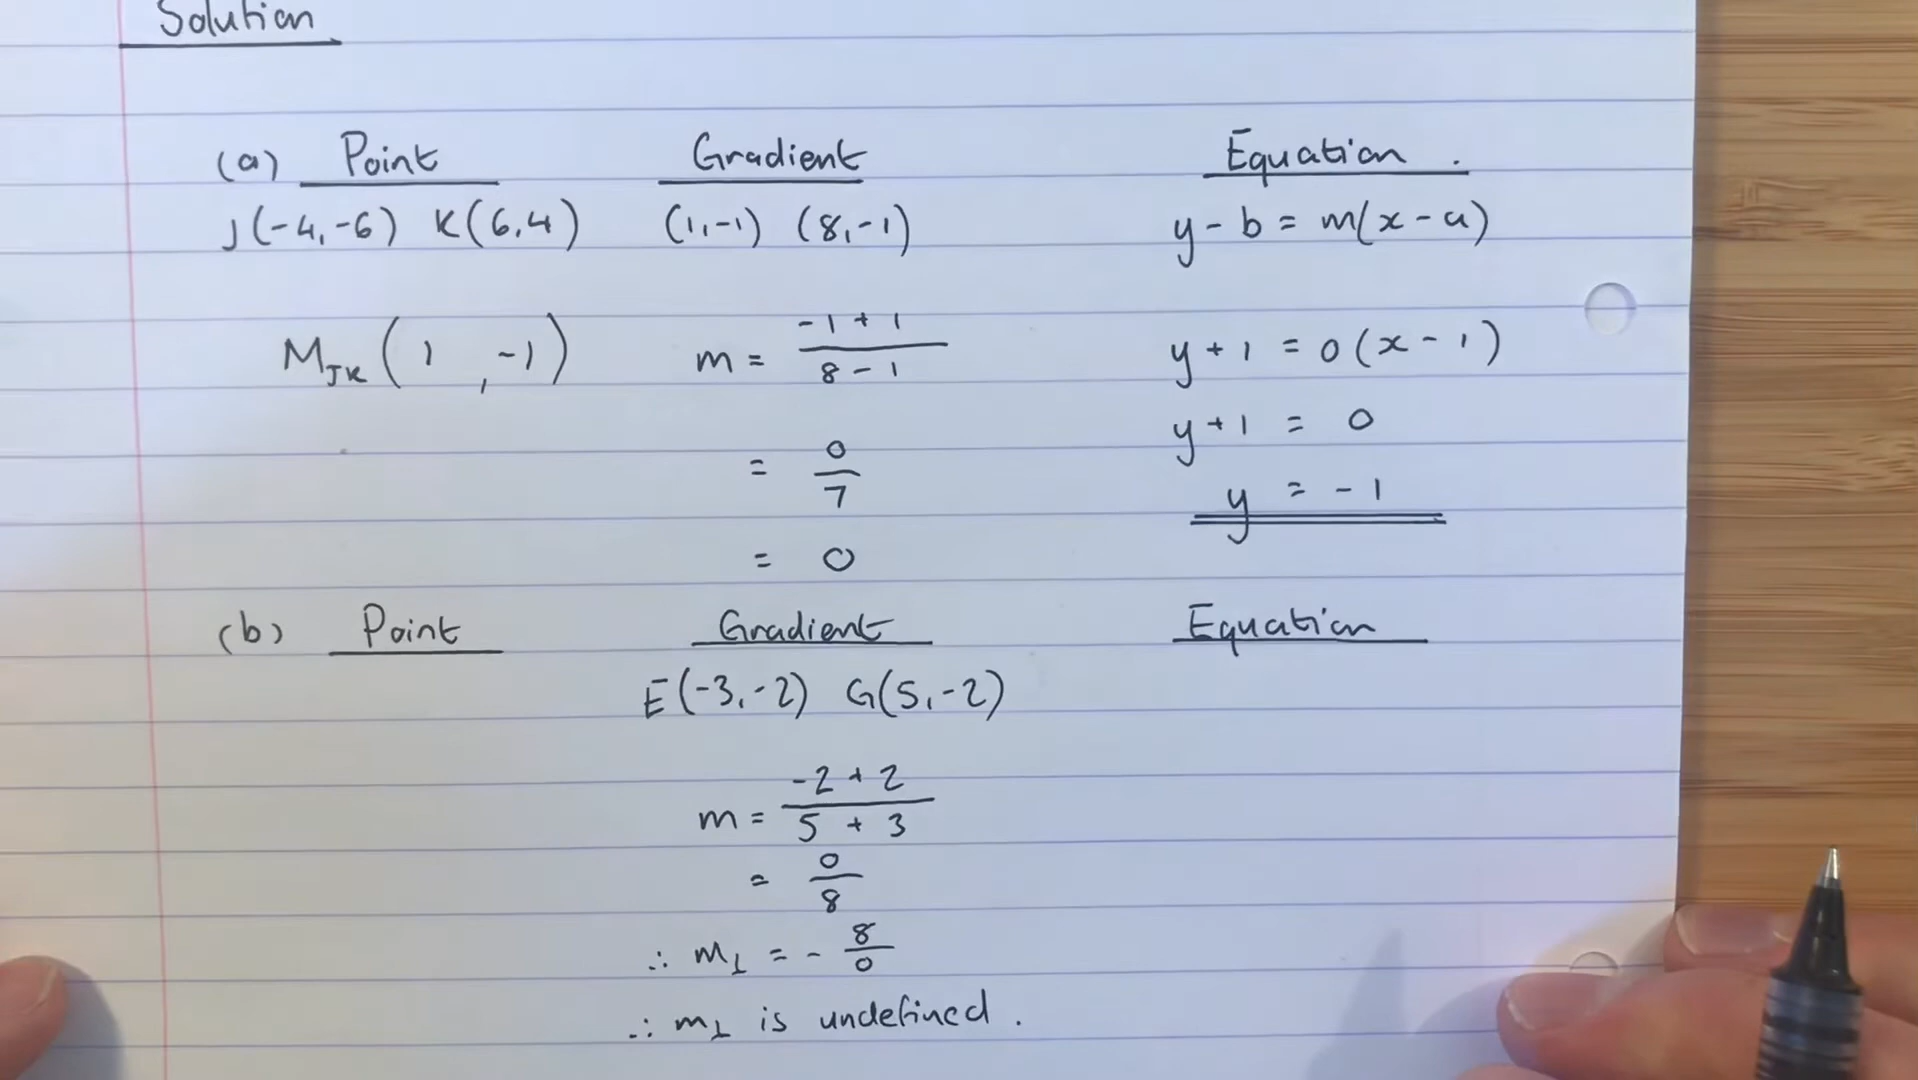 Solution
(a) Point Gradient Equation .
J(-4,-6) K(6,4) (1,-1) (8,-1) y - b = m(x - a)
M_JK (1, -1) m = (-1 + 1)/(8 - 1) y + 1 = 0(x - 1)
y + 1 = 0
= 0/7 y = -1
= 0
(b) Point Gradient Equation
E(-3,-2) G(5,-2)
m = (-2 + 2)/(5 + 3)
= 0/8
∴ m⊥ = - 8/0
∴ m⊥ is undefined .